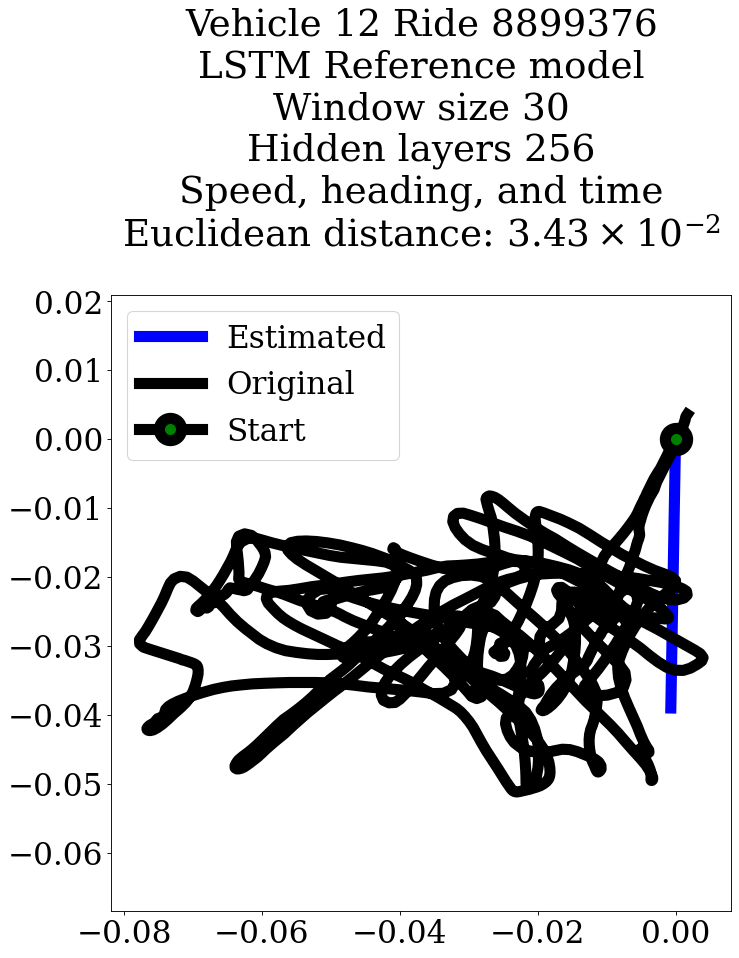 Vehicle 12 Ride 8899376
LSTM Reference model
Window size 30
Hidden layers 256
Speed, heading, and time
Euclidean distance: 3.43 × 10⁻²
0.02
0.01
0.00
−0.01
−0.02
−0.03
−0.04
−0.05
−0.06
Estimated
Original
Start
−0.08 −0.06 −0.04 −0.02 0.00